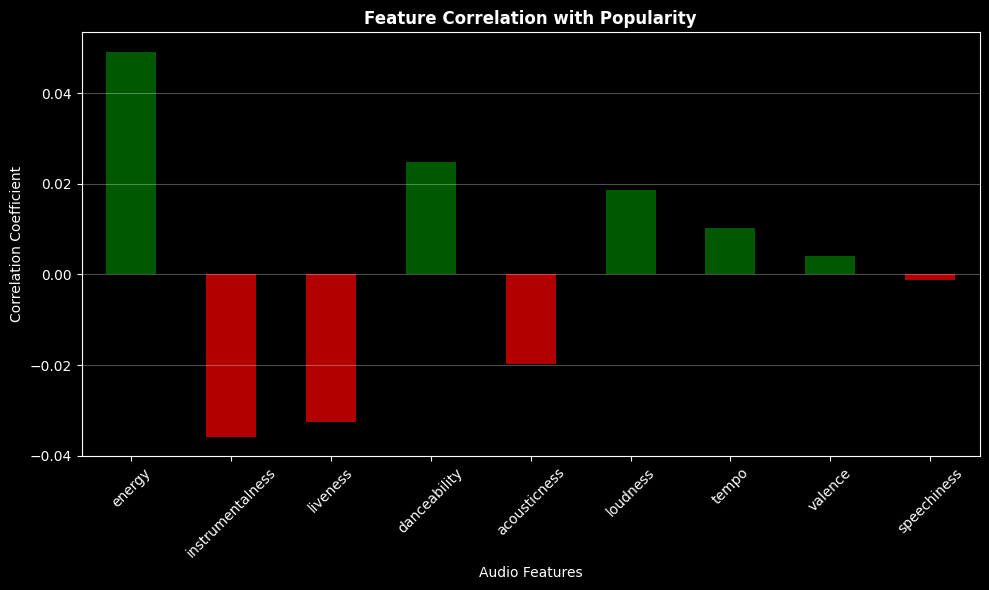 Feature Correlation with Popularity
Correlation Coefficient
0.04
0.02
0.00
−0.02
−0.04
energy
instrumentalness
liveness
danceability
acousticness
loudness
tempo
valence
speechiness
Audio Features